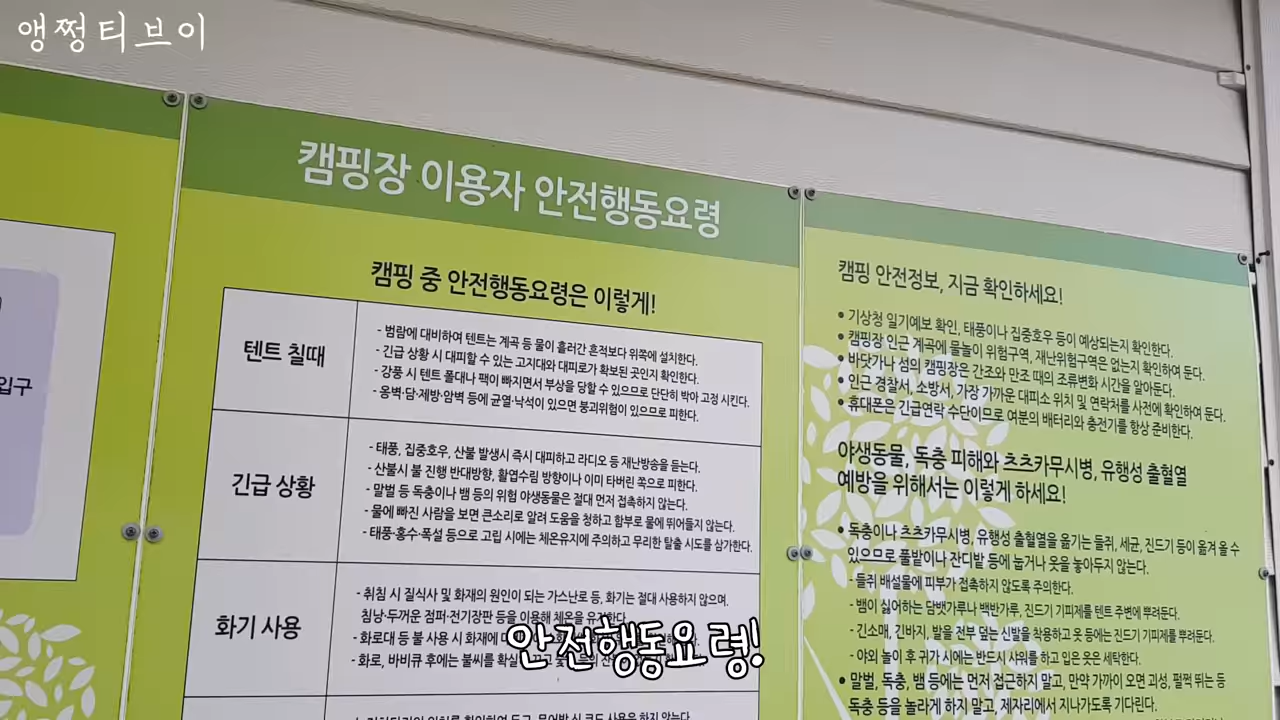 앵쩡티브이
입구
캠핑장 이용자 안전행동요령
캠핑 중 안전행동요령은 이렇게!
텐트 칠때
- 범람에 대비하여 텐트는 계곡 등 물이 흘러간 흔적보다 위쪽에 설치한다.
- 긴급 상황 시 대피할 수 있는 고지대와 대피로가 확보된 곳인지 확인한다.
- 강풍 시 텐트 폴대나 팩이 빠지면서 부상을 당할 수 있으므로 단단히 박아 고정 시킨다.
- 옹벽·담·제방·암벽 등에 균열·낙석이 있으면 붕괴위험이 있으므로 피한다.
긴급 상황
- 태풍, 집중호우, 산불 발생시 즉시 대피하고 라디오 등 재난방송을 듣는다.
- 산불시 불 진행 반대방향, 활엽수림 방향이나 이미 타버린 쪽으로 피한다.
- 말벌 등 독충이나 뱀 등의 위험 야생동물은 절대 먼저 접촉하지 않는다.
- 물에 빠진 사람을 보면 큰소리로 알려 도움을 청하고 함부로 물에 뛰어들지 않는다.
- 태풍·홍수·폭설 등으로 고립 시에는 체온유지에 주의하고 무리한 탈출 시도를 삼가한다.
화기 사용
- 취침 시 질식사 및 화재의 원인이 되는 가스난로 등, 화기는 절대 사용하지 않으며,
침낭·두꺼운 점퍼·전기장판 등을 이용해 체온을
- 화로대 등 불 사용 시 화재에
- 화로, 바비큐 후에는 불씨를
안전행동요령!
캠핑 안전정보, 지금 확인하세요!
• 기상청 일기예보 확인, 태풍이나 집중호우 등이 예상되는지 확인한다.
• 캠핑장 인근 계곡에 물놀이 위험구역, 재난위험구역은 없는지 확인하여 둔다.
• 바닷가나 섬의 캠핑장은 간조와 만조 때의 조류변화 시간을 알아둔다.
• 인근 경찰서, 소방서, 가장 가까운 대피소 위치 및 연락처를 사전에 확인하여 둔다.
• 휴대폰은 긴급연락 수단이므로 여분의 배터리와 충전기를 항상 준비한다.
야생동물, 독충 피해와 츠츠카무시병, 유행성 출혈열
예방을 위해서는 이렇게 하세요!
• 독충이나 츠츠카무시병, 유행성 출혈열을 옮기는 들쥐, 세균, 진드기 등이 옮겨 올 수
있으므로 풀밭이나 잔디밭 등에 눕거나 옷을 놓아두지 않는다.
- 들쥐 배설물에 피부가 접촉하지 않도록 주의한다.
- 뱀이 싫어하는 담뱃가루나 백반가루, 진드기 기피제를 텐트 주변에 뿌려둔다.
- 긴소매, 긴바지, 발을 전부 덮는 신발을 착용하고 옷 등에는 진드기 기피제를 뿌려둔다.
- 야외 놀이 후 귀가 시에는 반드시 샤워를 하고 입은 옷은 세탁한다.
• 말벌, 독충, 뱀 등에는 먼저 접근하지 말고, 만약 가까이 오면 괴성, 펄쩍 뛰는 등
독충 등을 놀라게 하지 말고, 제자리에서 지나가도록 기다린다.